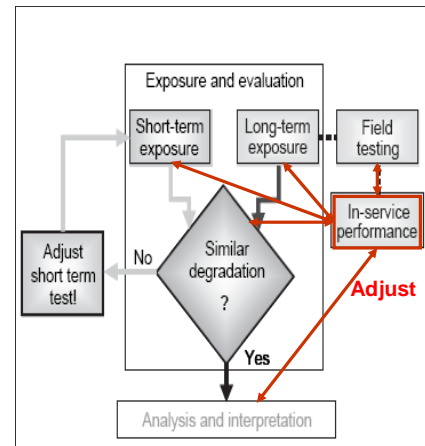 Exposure and evaluation
Short-term
exposure
Long-term
exposure
Field
testing
In-service
performance
Adjust
short term
test!
No
Similar
degradation
?
Adjust
Yes
Analysis and interpretation